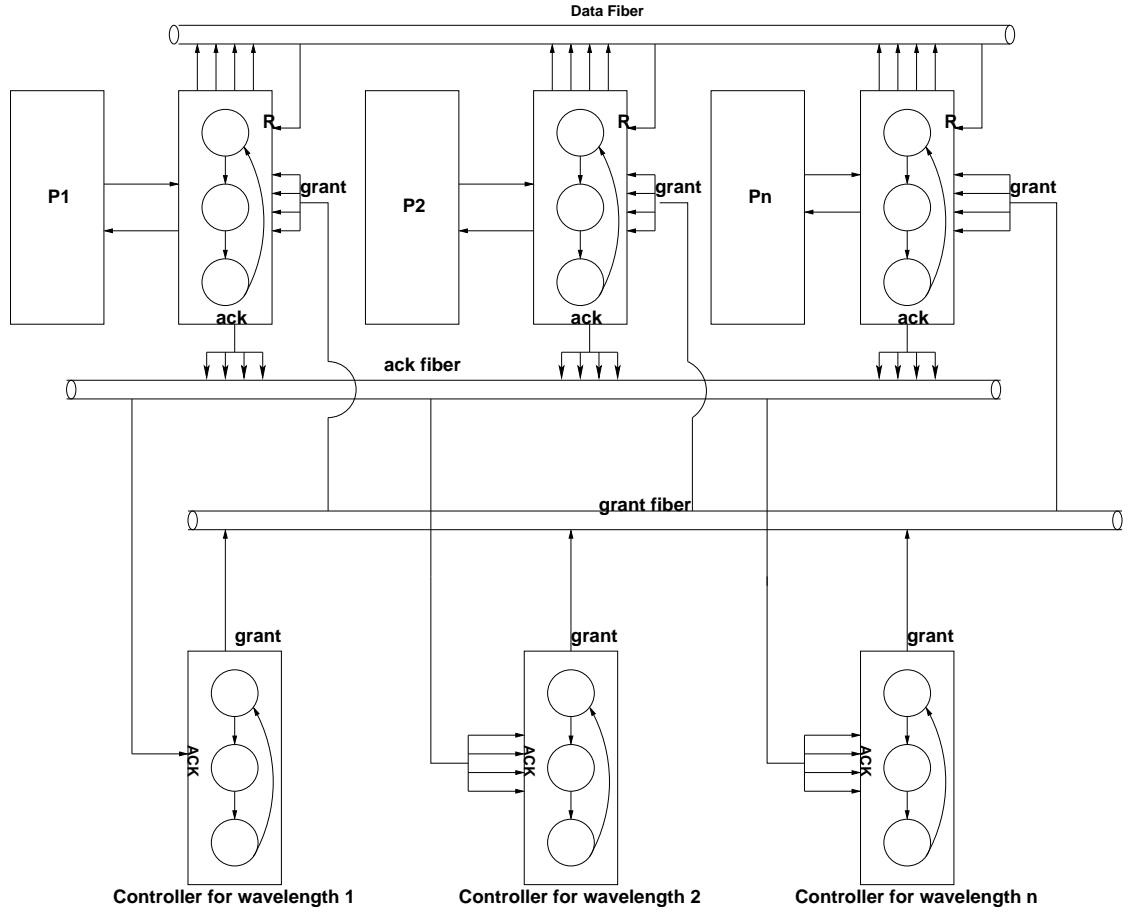 Data Fiber
R
R
R
P1
grant
P2
grant
Pn
grant
ack
ack
ack
ack fiber
grant fiber
grant
grant
grant
ACK
ACK
ACK
Controller for wavelength 1
Controller for wavelength 2
Controller for wavelength n